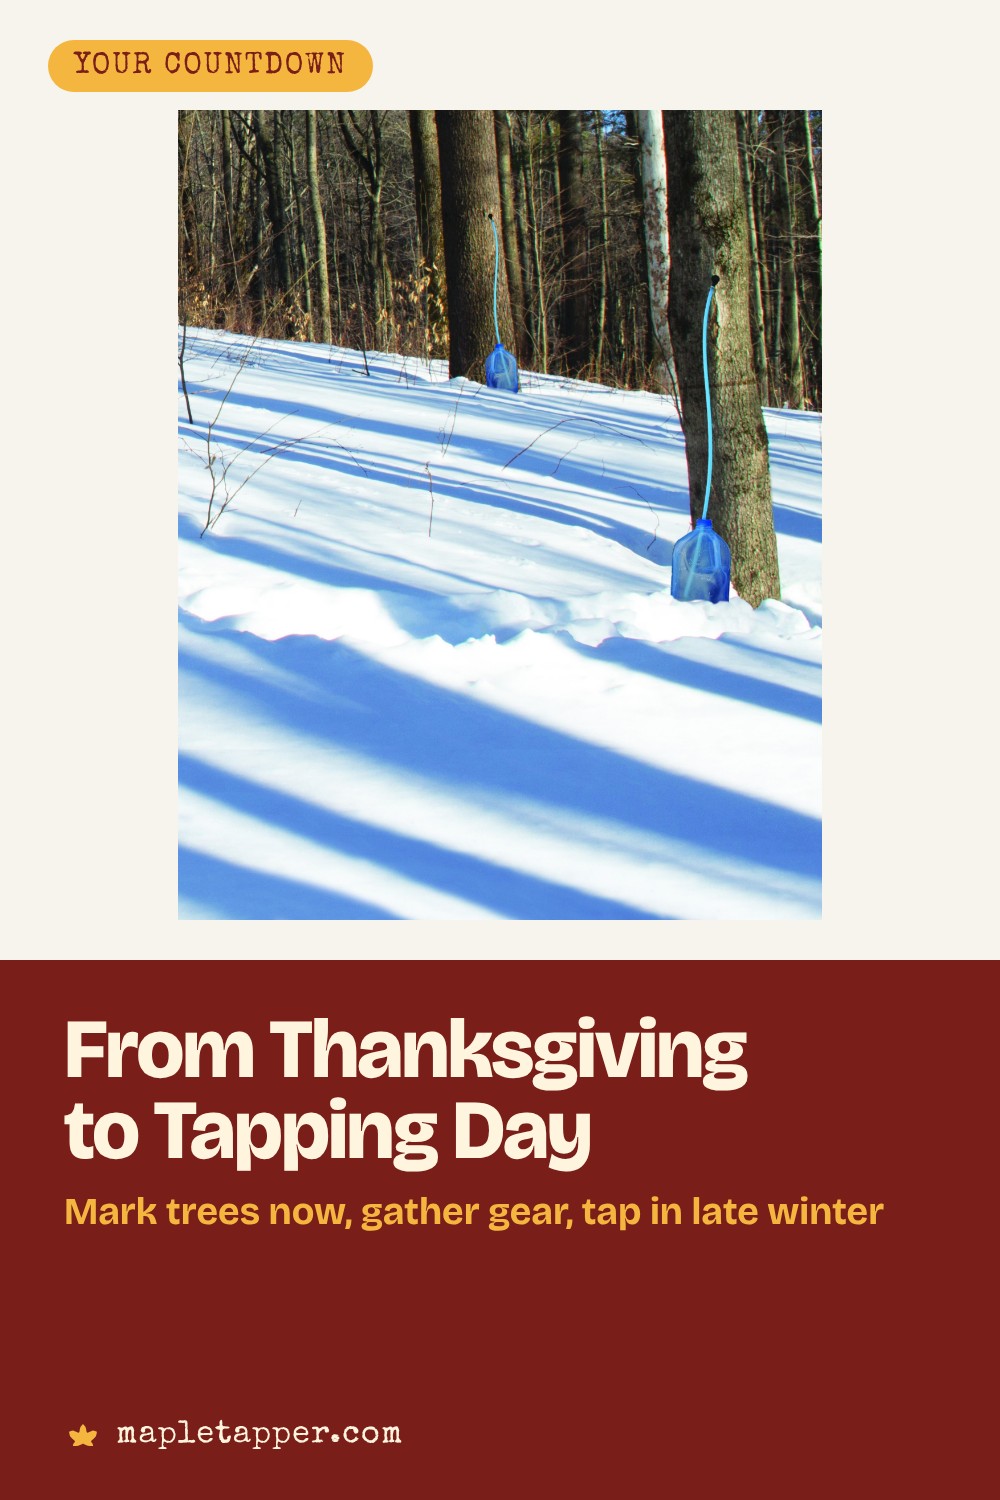 YOUR COUNTDOWN
From Thanksgiving
to Tapping Day
Mark trees now, gather gear, tap in late winter
mapletapper.com